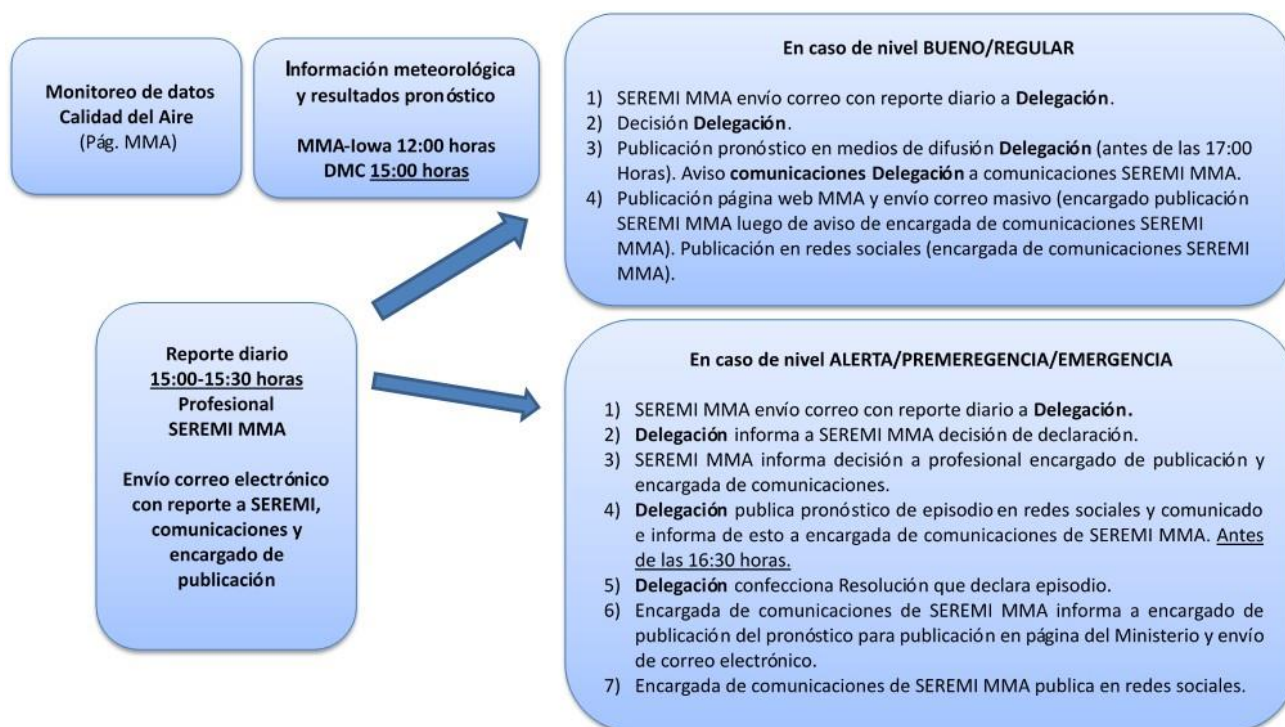 Monitoreo de datos
Calidad del Aire
(Pág. MMA)
Información meteorológica
y resultados pronóstico
MMA-Iowa 12:00 horas
DMC 15:00 horas
Reporte diario
15:00-15:30 horas
Profesional
SEREMI MMA
Envío correo electrónico
con reporte a SEREMI,
comunicaciones y
encargado de
publicación
En caso de nivel BUENO/REGULAR
1) SEREMI MMA envío correo con reporte diario a Delegación.
2) Decisión Delegación.
3) Publicación pronóstico en medios de difusión Delegación (antes de las 17:00
Horas). Aviso comunicaciones Delegación a comunicaciones SEREMI MMA.
4) Publicación página web MMA y envío correo masivo (encargado publicación
SEREMI MMA luego de aviso de encargada de comunicaciones SEREMI
MMA). Publicación en redes sociales (encargada de comunicaciones SEREMI
MMA).
En caso de nivel ALERTA/PREMEREGENCIA/EMERGENCIA
1) SEREMI MMA envío correo con reporte diario a Delegación.
2) Delegación informa a SEREMI MMA decisión de declaración.
3) SEREMI MMA informa decisión a profesional encargado de publicación y
encargada de comunicaciones.
4) Delegación publica pronóstico de episodio en redes sociales y comunicado
e informa de esto a encargada de comunicaciones de SEREMI MMA. Antes
de las 16:30 horas.
5) Delegación confecciona Resolución que declara episodio.
6) Encargada de comunicaciones de SEREMI MMA informa a encargado de
publicación del pronóstico para publicación en página del Ministerio y envío
de correo electrónico.
7) Encargada de comunicaciones de SEREMI MMA publica en redes sociales.